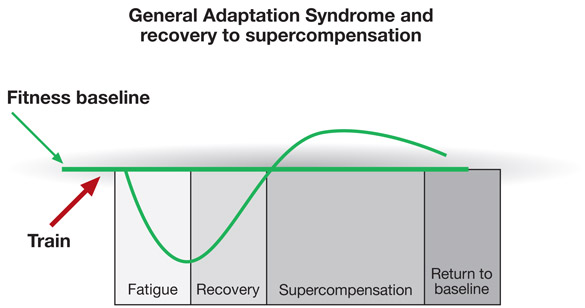 General Adaptation Syndrome and
recovery to supercompensation
Fitness baseline
Train
Fatigue
Recovery
Supercompensation
Return to
baseline